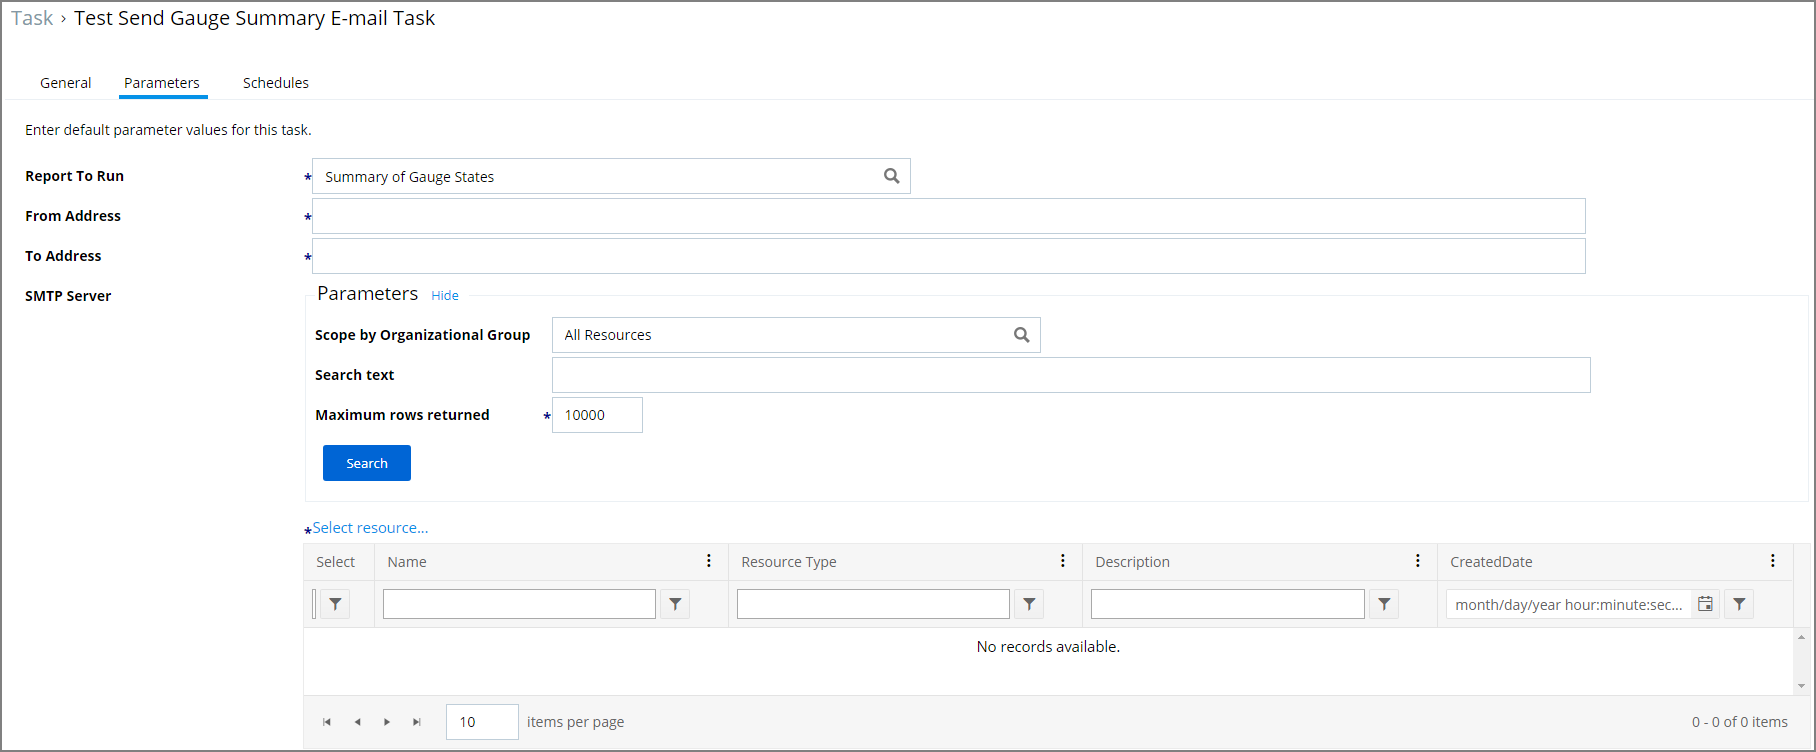 Task › Test Send Gauge Summary E-mail Task
General Parameters Schedules
Enter default parameter values for this task.
Report To Run * Summary of Gauge States
From Address *
To Address *
SMTP Server
Parameters Hide
Scope by Organizational Group All Resources
Search text
Maximum rows returned * 10000
Search
*Select resource...
Select Name Resource Type Description CreatedDate
month/day/year hour:minute:sec...
No records available.
10 items per page 0 - 0 of 0 items